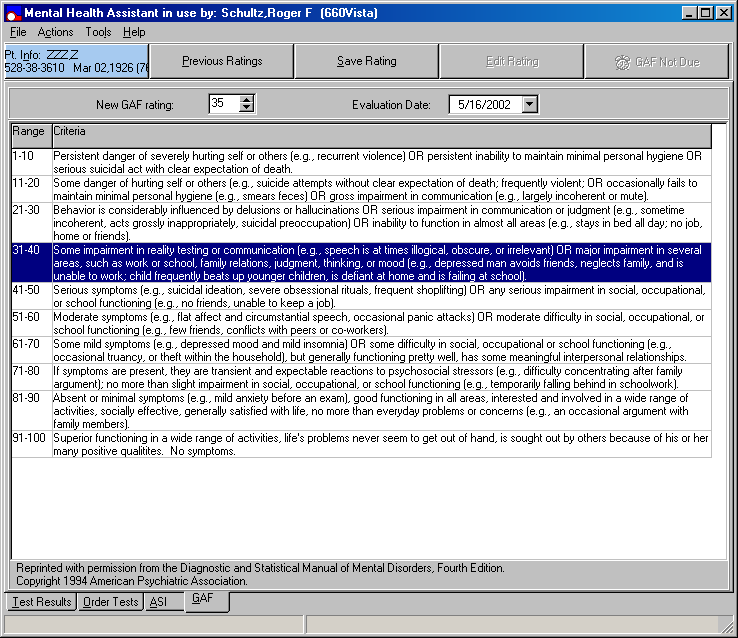 Mental Health Assistant in use by: Schultz,Roger F (660Vista)
File Actions Tools Help
Pt. Info: ZZZ Z
528-38-3610 Mar 02,1926 (76
Previous Ratings Save Rating Edit Rating GAF Not Due
New GAF rating: 35 Evaluation Date: 5/16/2002
Range Criteria
1-10 Persistent danger of severely hurting self or others (e.g., recurrent violence) OR persistent inability to maintain minimal personal hygiene OR
serious suicidal act with clear expectation of death.
11-20 Some danger of hurting self or others (e.g., suicide attempts without clear expectation of death; frequently violent; OR occasionally fails to
maintain minimal personal hygiene (e.g., smears feces) OR gross impairment in communication (e.g., largely incoherent or mute).
21-30 Behavior is considerably influenced by delusions or hallucinations OR serious impairment in communication or judgment (e.g., sometime
incoherent, acts grossly inappropriately, suicidal preoccupation) OR inability to function in almost all areas (e.g., stays in bed all day; no job,
home or friends).
31-40 Some impairment in reality testing or communication (e.g., speech is at times illogical, obscure, or irrelevant) OR major impairment in several
areas, such as work or school, family relations, judgment, thinking, or mood (e.g., depressed man avoids friends, neglects family, and is
unable to work; child frequently beats up younger children, is defiant at home and is failing at school).
41-50 Serious symptoms (e.g., suicidal ideation, severe obsessional rituals, frequent shoplifting) OR any serious impairment in social, occupational,
or school functioning (e.g., no friends, unable to keep a job).
51-60 Moderate symptoms (e.g., flat affect and circumstantial speech, occasional panic attacks) OR moderate difficulty in social, occupational, or
school functioning (e.g., few friends, conflicts with peers or co-workers).
61-70 Some mild symptoms (e.g., depressed mood and mild insomnia) OR some difficulty in social, occupational or school functioning (e.g.,
occasional truancy, or theft within the household), but generally functioning pretty well, has some meaningful interpersonal relationships.
71-80 If symptoms are present, they are transient and expectable reactions to psychosocial stressors (e.g., difficulty concentrating after family
argument); no more than slight impairment in social, occupational, or school functioning (e.g., temporarily falling behind in schoolwork).
81-90 Absent or minimal symptoms (e.g., mild anxiety before an exam), good functioning in all areas, interested and involved in a wide range of
activities, socially effective, generally satisfied with life, no more than everyday problems or concerns (e.g., an occasional argument with
family members).
91-100 Superior functioning in a wide range of activities, life's problems never seem to get out of hand, is sought out by others because of his or her
many positive qualitites. No symptoms.
Reprinted with permission from the Diagnostic and Statistical Manual of Mental Disorders, Fourth Edition.
Copyright 1994 American Psychiatric Association.
Test Results Order Tests ASI GAF